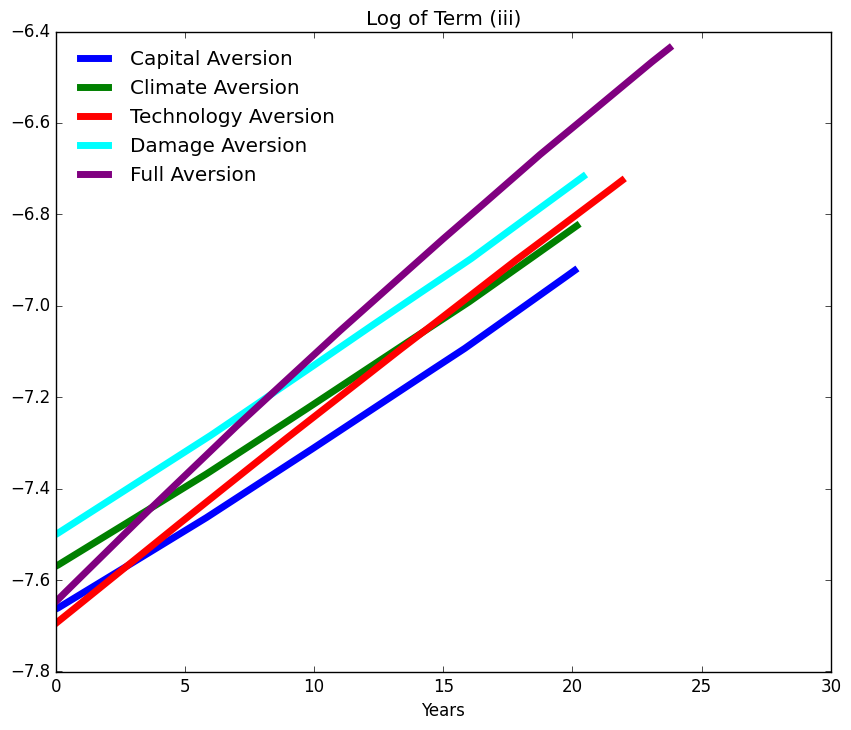 Log of Term (iii)
−6.4
−6.6
−6.8
−7.0
−7.2
−7.4
−7.6
−7.8
Capital Aversion
Climate Aversion
Technology Aversion
Damage Aversion
Full Aversion
0 5 10 15 20 25 30
Years